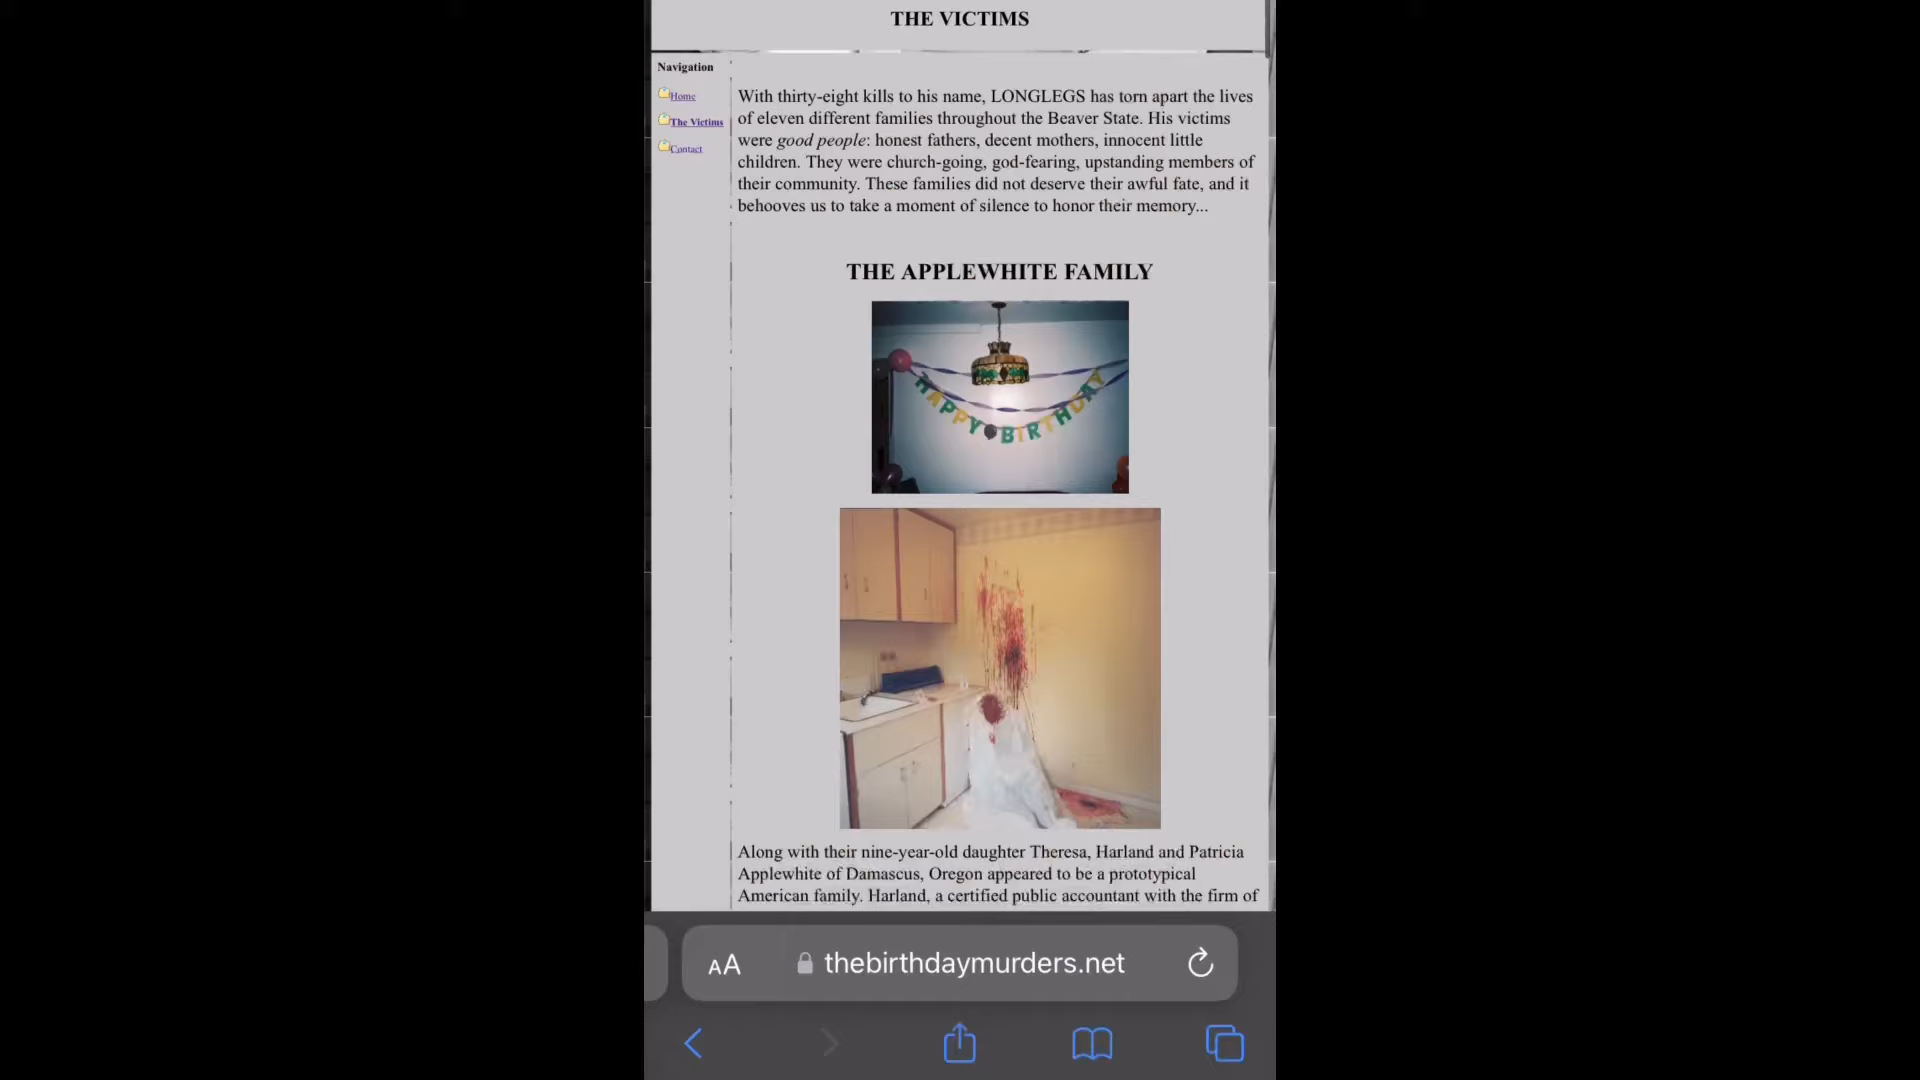 THE VICTIMS
Navigation
Home
The Victims
Contact
With thirty-eight kills to his name, LONGLEGS has torn apart the lives
of eleven different families throughout the Beaver State. His victims
were good people: honest fathers, decent mothers, innocent little
children. They were church-going, god-fearing, upstanding members of
their community. These families did not deserve their awful fate, and it
behooves us to take a moment of silence to honor their memory...
THE APPLEWHITE FAMILY
HAPPY BIRTHDAY
Along with their nine-year-old daughter Theresa, Harland and Patricia
Applewhite of Damascus, Oregon appeared to be a prototypical
American family. Harland, a certified public accountant with the firm of
AA
thebirthdaymurders.net